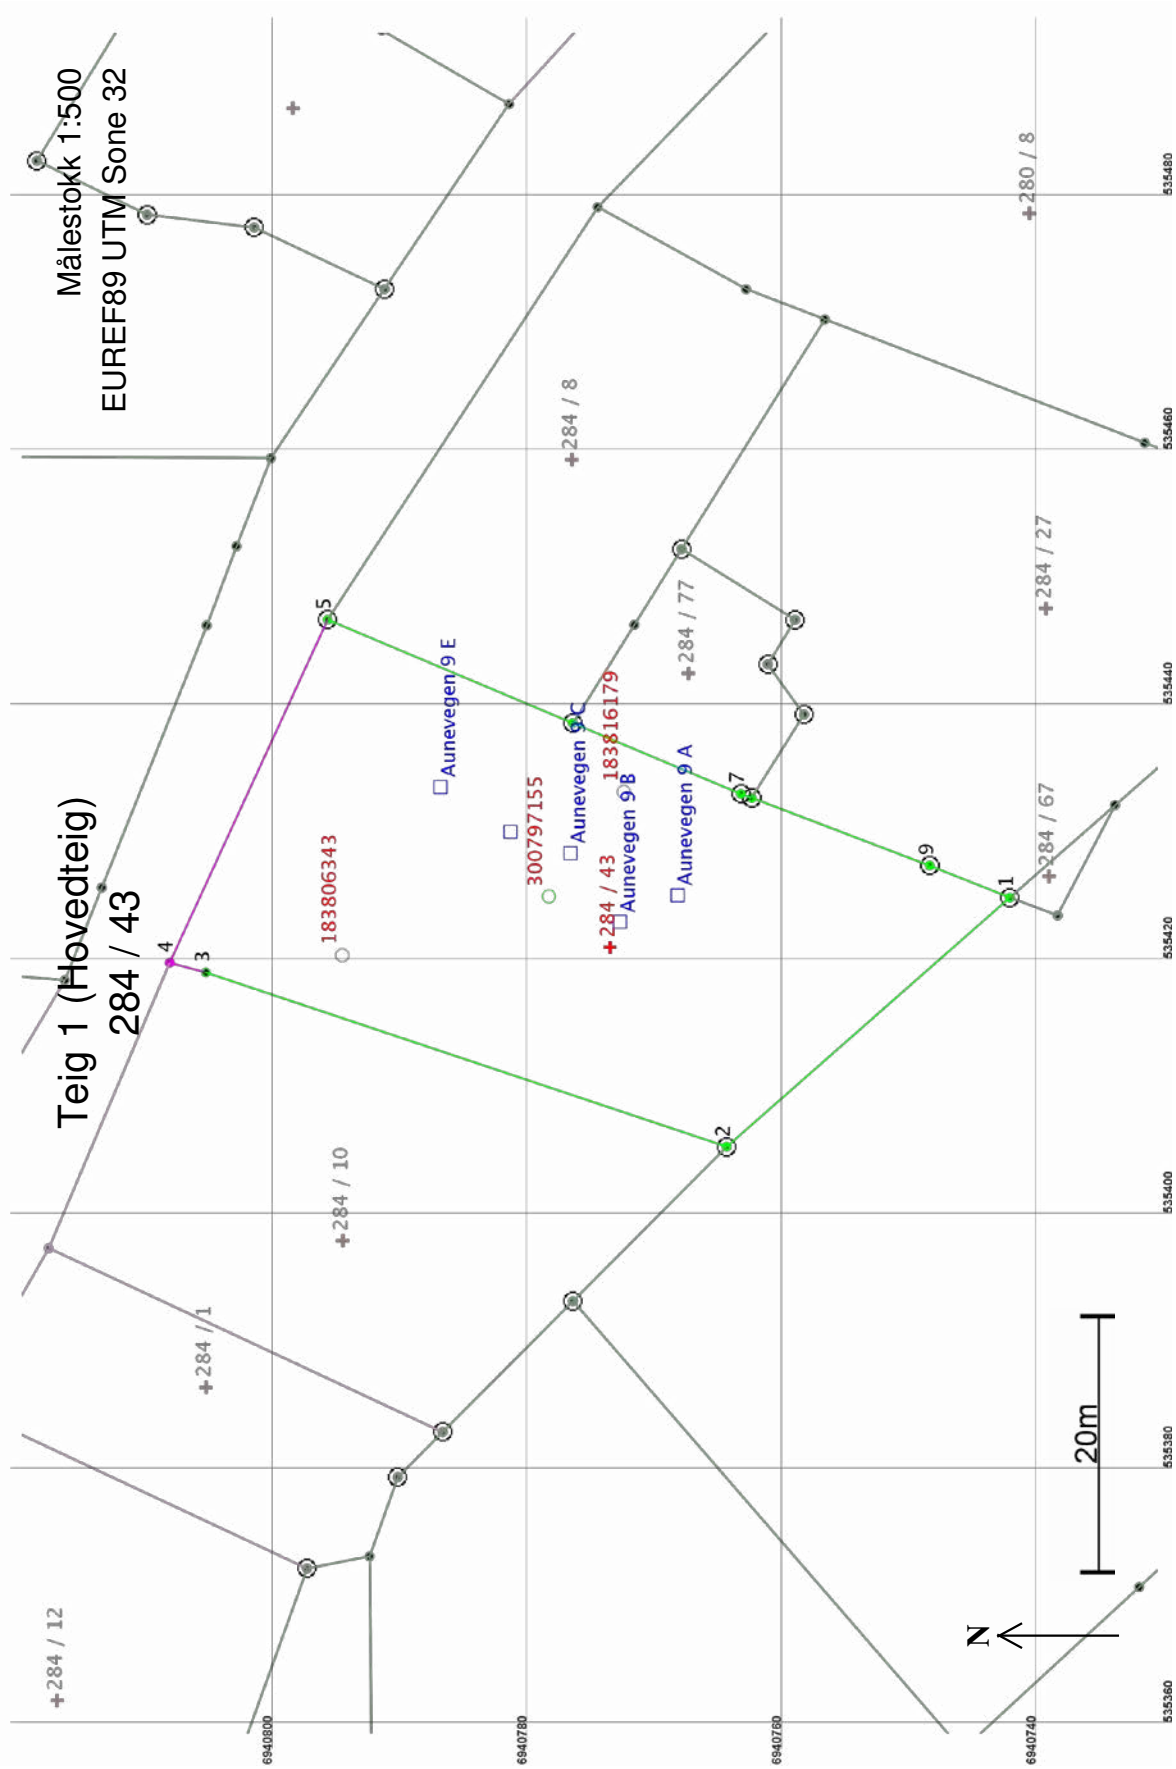 Teig 1 (Hovedteig)
284 / 43
Målestokk 1:500
EUREF89 UTM Sone 32
284 / 12
284 / 1
284 / 10
4
3
183806343
5
Aunevegen 9 E
300797155
Aunevegen 9 C
183816179
284 / 43
Aunevegen 9 B
Aunevegen 9 A
284 / 8
284 / 77
7
2
9
1
284 / 67
284 / 27
280 / 8
N
20m
6940800
6940780
6940760
6940740
535360
535380
535400
535420
535440
535460
535480